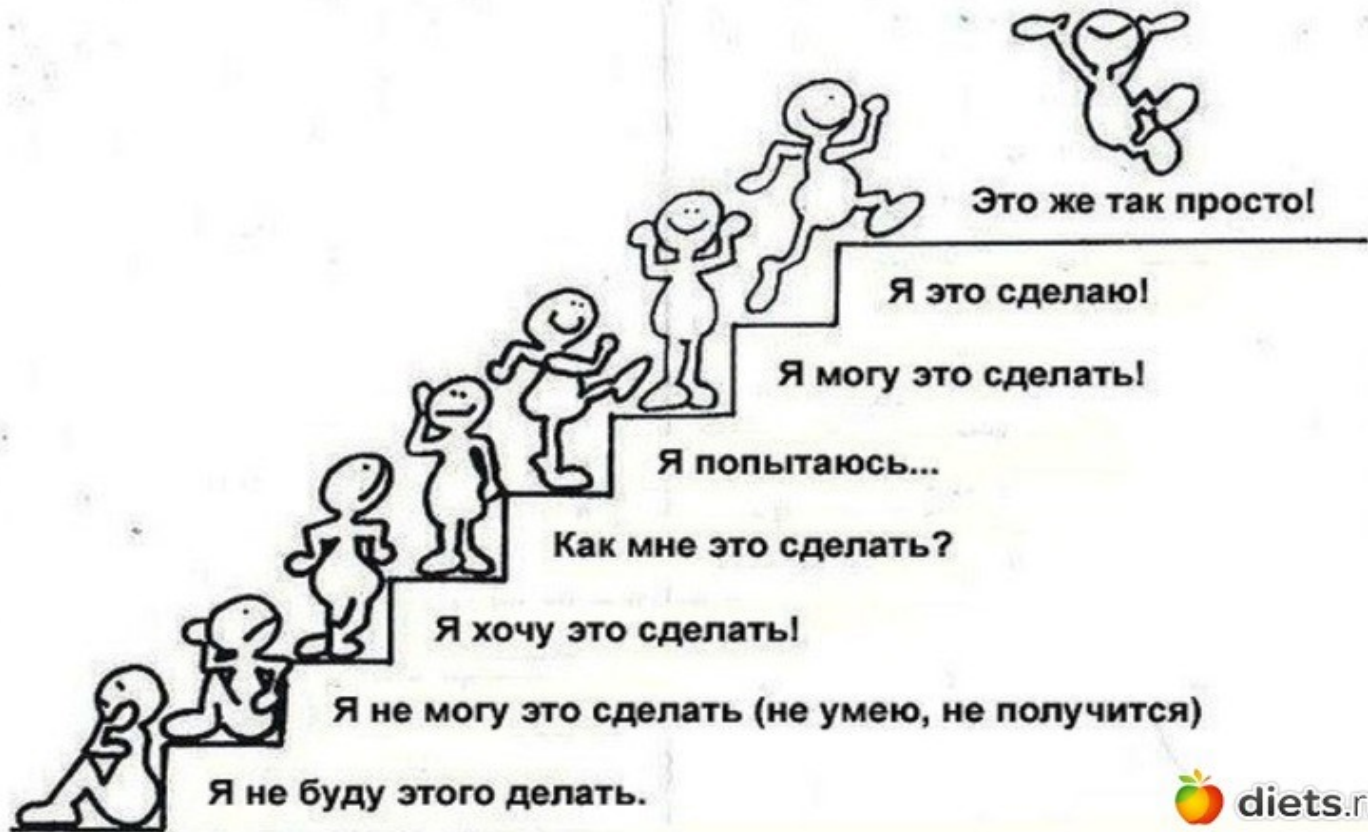 Это же так просто!
Я это сделаю!
Я могу это сделать!
Я попытаюсь...
Как мне это сделать?
Я хочу это сделать!
Я не могу это сделать (не умею, не получится)
Я не буду этого делать.
diets.r